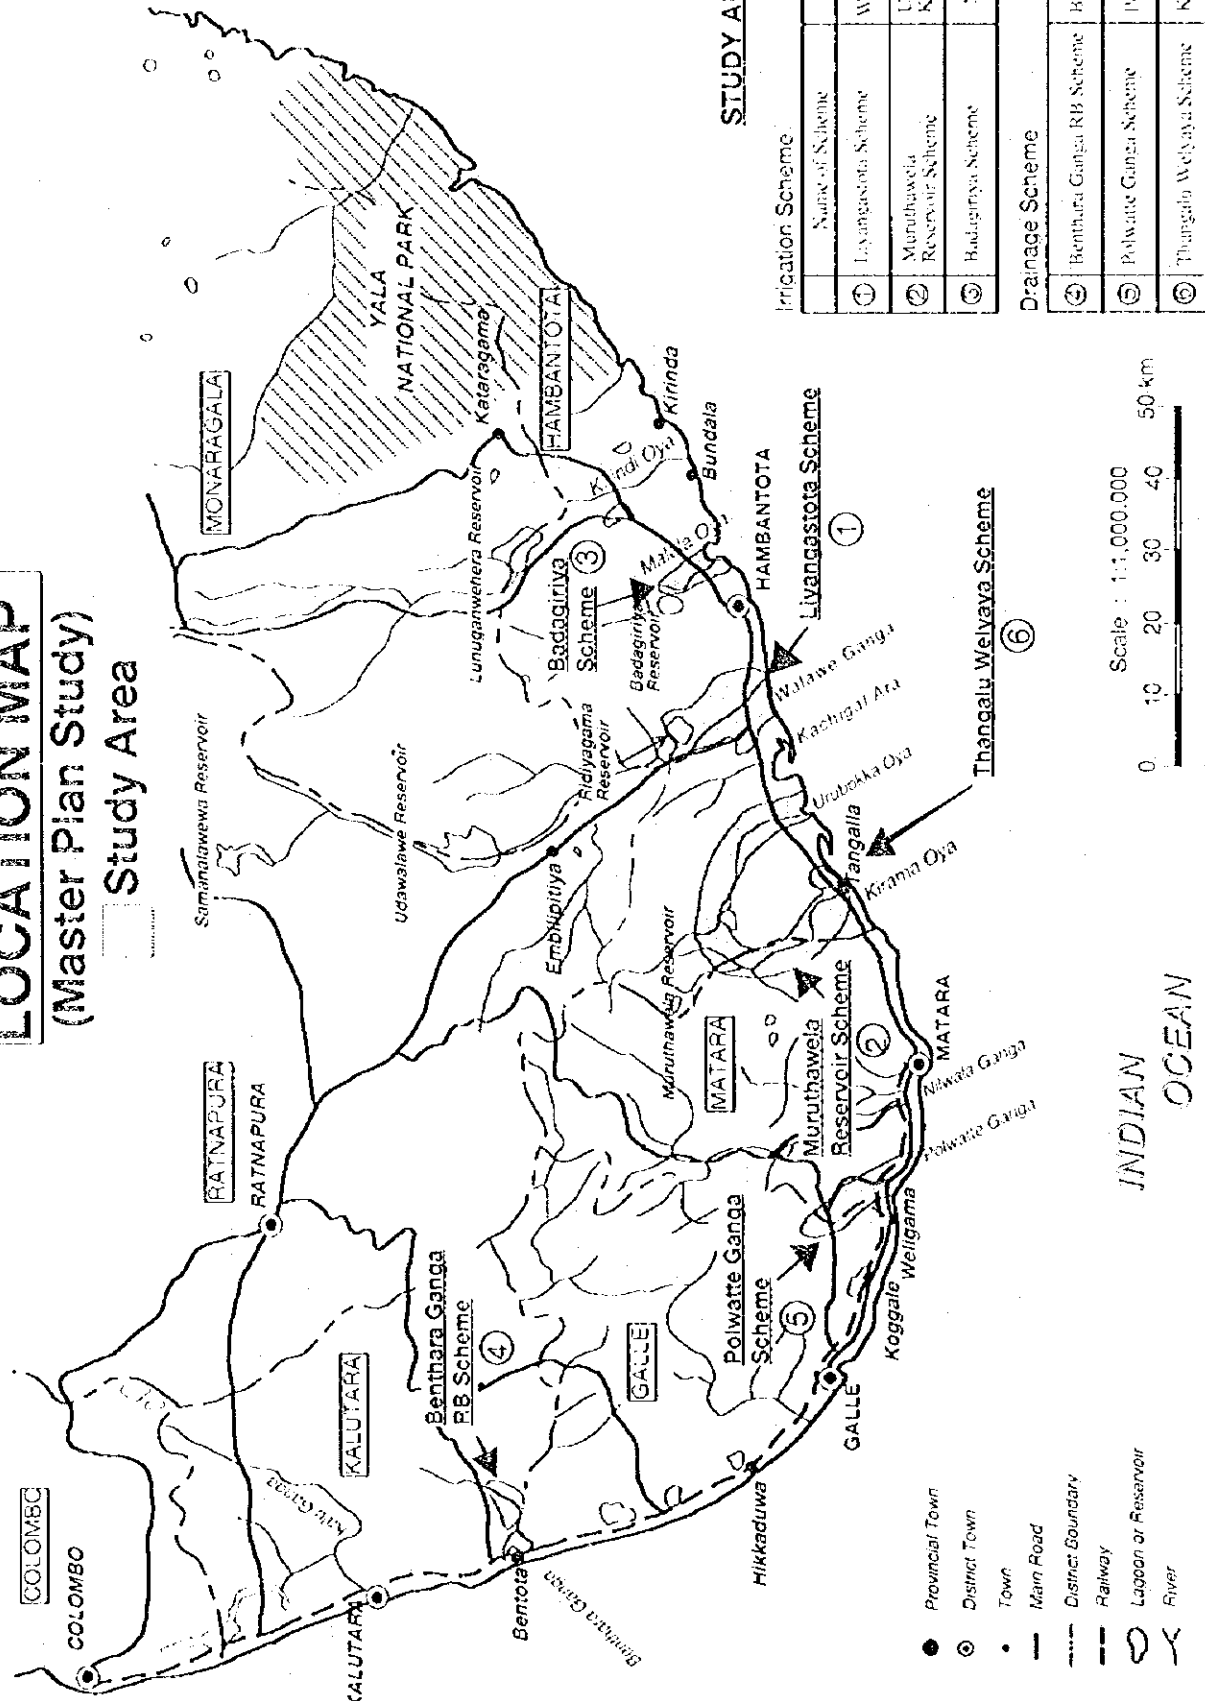 LOCATION MAP
(Master Plan Study)
Study Area
COLOMBO
COLOMBO
Kalu Ganga
KALUTARA
KALUTARA
RATNAPURA
RATNAPURA
Samanalawewa Reservoir
Udawalawe Reservoir
MONARAGALA
YALA
NATIONAL PARK
Kataragama
HAMBANTOTA
Lunuganwehera Reservoir
Kirindi Oya
Kirinda
Bundala
Malala Oya
Badagiriya
Scheme
③
Badagiriya
Reservoir
Ridiyagama
Reservoir
Embilipitiya
HAMBANTOTA
Liyangastota Scheme
①
Walawe Ganga
Kachigal Ara
Urubokka Oya
Tangalla
Kirama Oya
Thangalu Welyaya Scheme
⑥
Muruthawela Reservoir
MATARA
Muruthawela
Reservoir Scheme
②
MATARA
Nilwala Ganga
Polwatte Ganga
Weligama
Koggale
Polwatte Ganga
Scheme
⑤
GALLE
GALLE
Hikkaduwa
Benthara Ganga
RB Scheme
④
Bentota
Benthara Ganga
INDIAN
OCEAN
Provincial Town
District Town
Town
Main Road
District Boundary
Railway
Lagoon or Reservoir
River
Scale : 1:1,000,000
0 10 20 30 40 50 km
STUDY A
Irrigation Scheme
Name of Scheme
① Liyangastota Scheme W
② Muruthawela U
Reservoir Scheme K
③ Badagiriya Scheme
Drainage Scheme
④ Benthara Ganga RB Scheme B
⑤ Polwatte Ganga Scheme P
⑥ Thangalu Welyaya Scheme K